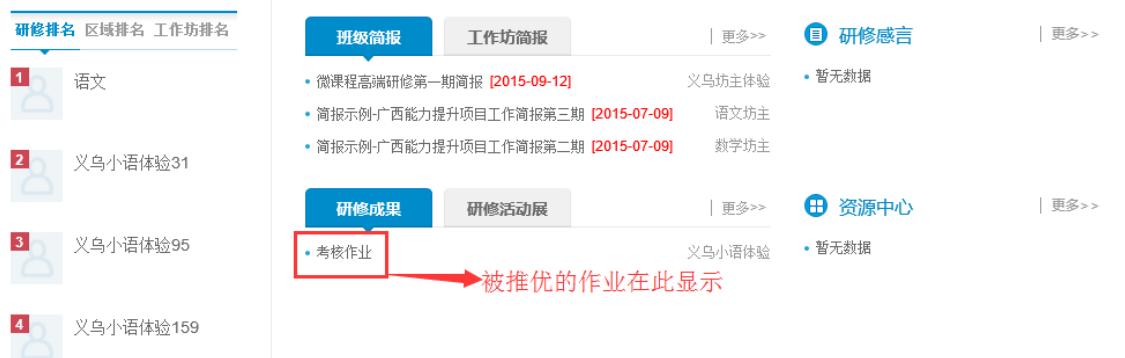 研修排名 区域排名 工作坊排名
1 语文
2 义乌小语体验31
3 义乌小语体验95
4 义乌小语体验159
班级简报 工作坊简报 更多>>
微课程高端研修第一期简报 [2015-09-12] 义乌坊主体验
简报示例-广西能力提升项目工作简报第三期 [2015-07-09] 语文坊主
简报示例-广西能力提升项目工作简报第二期 [2015-07-09] 数学坊主
研修成果 研修活动展 更多>>
考核作业 义乌小语体验
被推优的作业在此显示
研修感言 更多>>
暂无数据
资源中心 更多>>
暂无数据